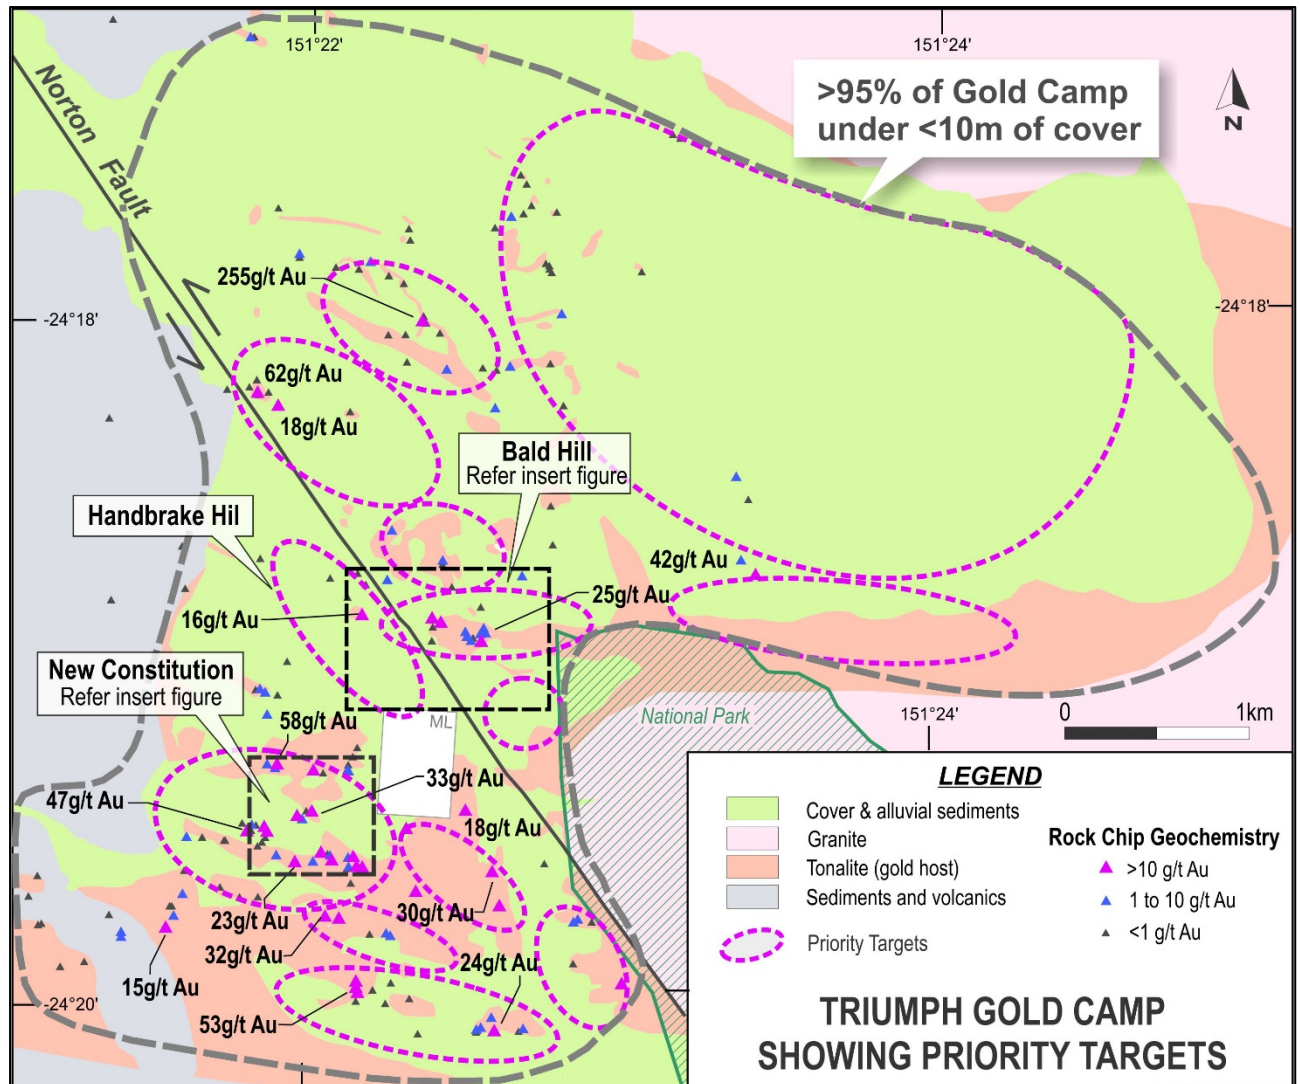 151°22'
151°24'
Norton Fault
>95% of Gold Camp
under <10m of cover
N
255g/t Au
-24°18'
-24°18'
62g/t Au
18g/t Au
Bald Hill
Refer insert figure
Handbrake Hil
42g/t Au
16g/t Au
25g/t Au
New Constitution
Refer insert figure
ML
National Park
151°24'
0 1km
58g/t Au
33g/t Au
47g/t Au
18g/t Au
23g/t Au
30g/t Au
32g/t Au
15g/t Au
24g/t Au
53g/t Au
-24°20'
LEGEND
Cover & alluvial sediments
Granite
Tonalite (gold host)
Sediments and volcanics
Priority Targets
Rock Chip Geochemistry
>10 g/t Au
1 to 10 g/t Au
<1 g/t Au
TRIUMPH GOLD CAMP
SHOWING PRIORITY TARGETS